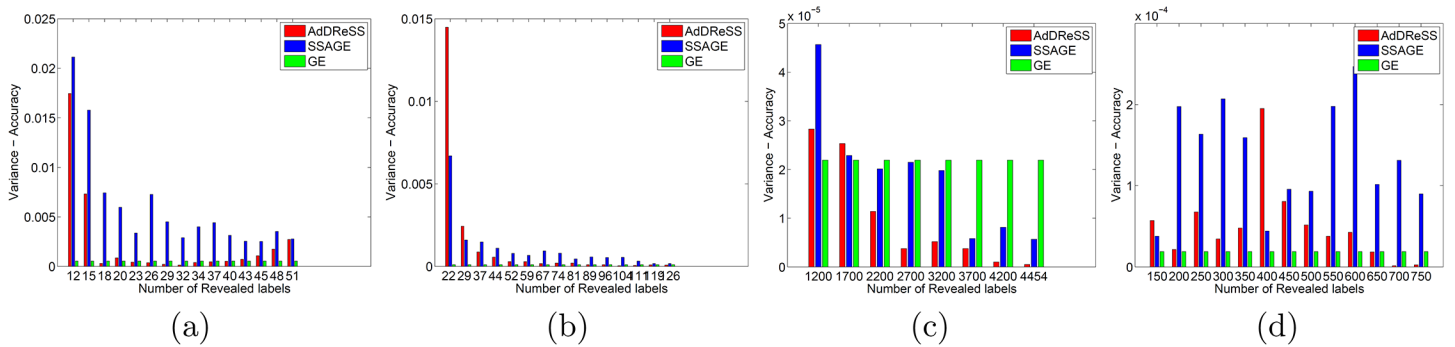 Variance − Accuracy
0.025
0.02
0.015
0.01
0.005
0
12 15 18 20 23 26 29 32 34 37 40 43 45 48 51
Number of Revealed labels
AdDReSS
SSAGE
GE
(a)
Variance − Accuracy
0.015
0.01
0.005
0
22 29 37 44 52 59 67 74 81 89 96 104 111 119 126
Number of Revealed labels
AdDReSS
SSAGE
GE
(b)
Variance − Accuracy
x 10⁻⁵
5
4
3
2
1
0
1200 1700 2200 2700 3200 3700 4200 4454
Number of Revealed labels
AdDReSS
SSAGE
GE
(c)
Variance − Accuracy
x 10⁻⁴
3
2
1
0
150 200 250 300 350 400 450 500 550 600 650 700 750
Number of Revealed labels
AdDReSS
SSAGE
GE
(d)